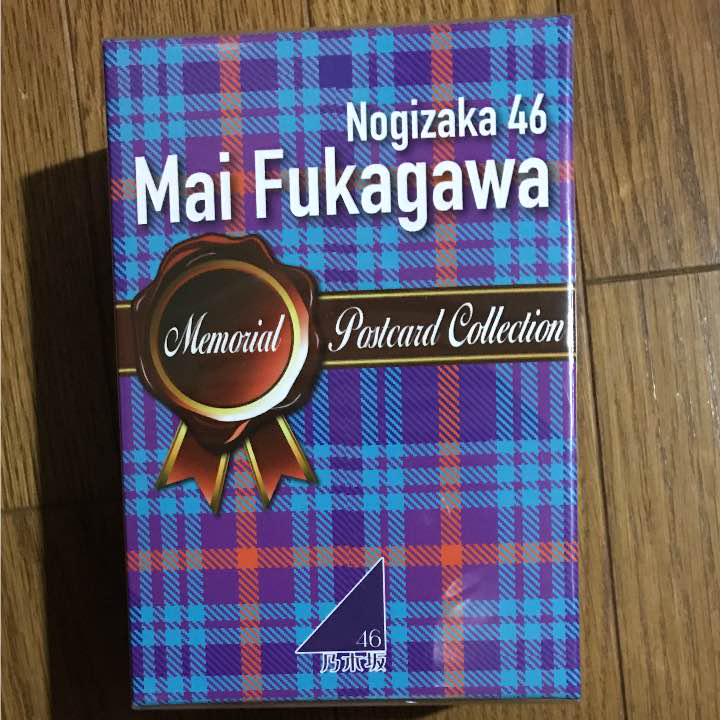 Nogizaka 46
Mai Fukagawa
Memorial Postcard Collection
46
乃木坂